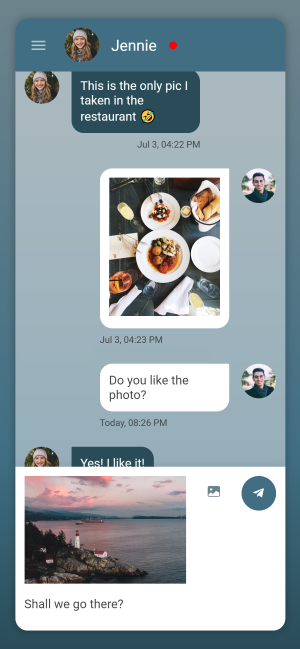 Jennie
This is the only pic I
taken in the
restaurant 🤣
Jul 3, 04:22 PM
Jul 3, 04:23 PM
Do you like the
photo?
Today, 08:26 PM
Yes! I like it!
Shall we go there?